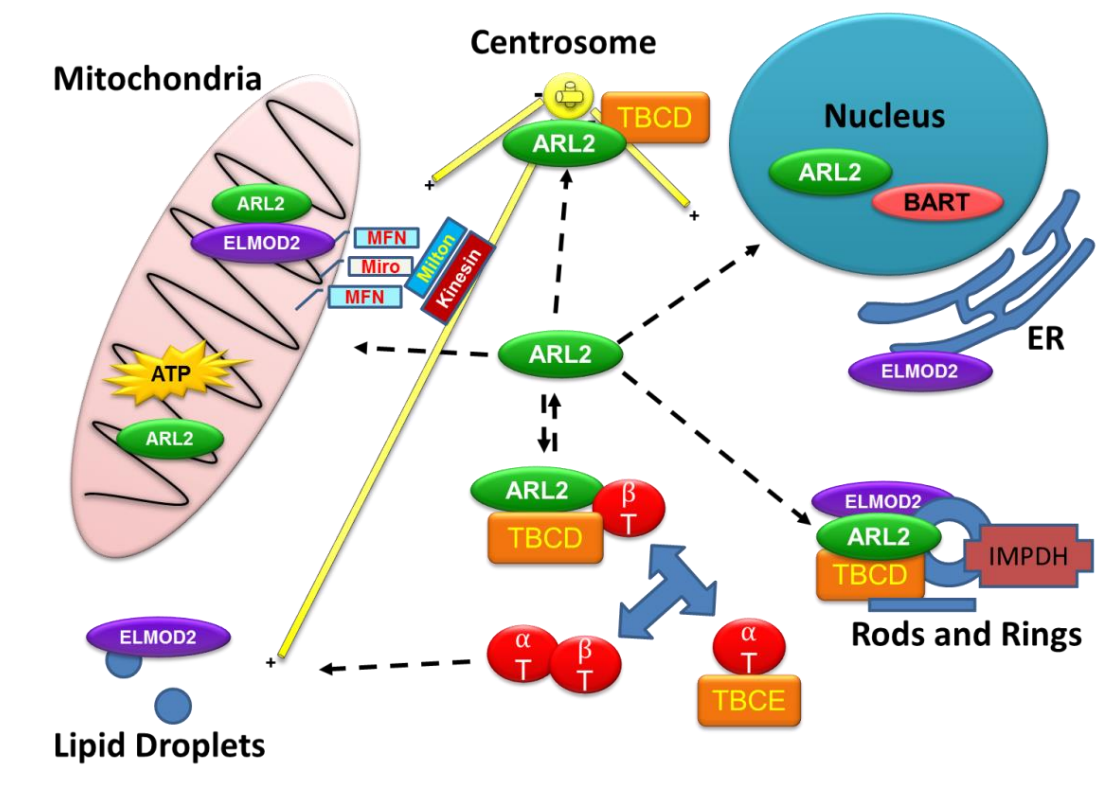 Centrosome
Mitochondria
-
TBCD
ARL2
+
+
Nucleus
ARL2
BART
ARL2
ELMOD2
MFN
Miro
MFN
Milton
Kinesin
ER
ELMOD2
ARL2
ATP
ARL2
ARL2
β
T
TBCD
ELMOD2
ARL2
TBCD
IMPDH
Rods and Rings
ELMOD2
+
α
T
β
T
α
T
TBCE
Lipid Droplets